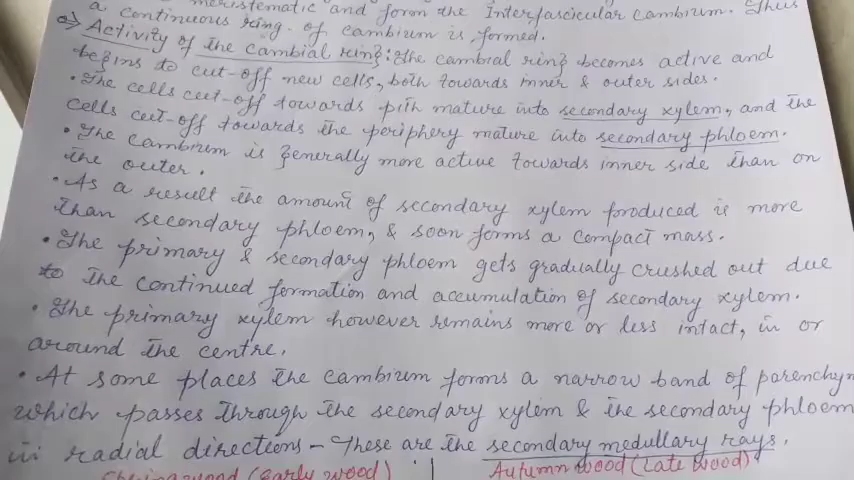 meristematic and form the Interfascicular cambium. Thus
a continuous ring of cambium is formed.
→ Activity of the cambial ring: The cambial ring becomes active and
begins to cut-off new cells, both towards inner & outer sides.
• The cells cut-off towards pith mature into secondary xylem, and the
cells cut-off towards the periphery mature into secondary phloem.
• The cambium is generally more active towards inner side than on
the outer.
• As a result the amount of secondary xylem produced is more
than secondary phloem, & soon forms a compact mass.
• The primary & secondary phloem gets gradually crushed out due
to the continued formation and accumulation of secondary xylem.
• The primary xylem however remains more or less intact, in or
around the centre.
• At some places the cambium forms a narrow band of parenchym
which passes through the secondary xylem & the secondary phloem
in radial directions - These are the secondary medullary rays.
Springwood (early wood) | Autumn wood (Late wood)